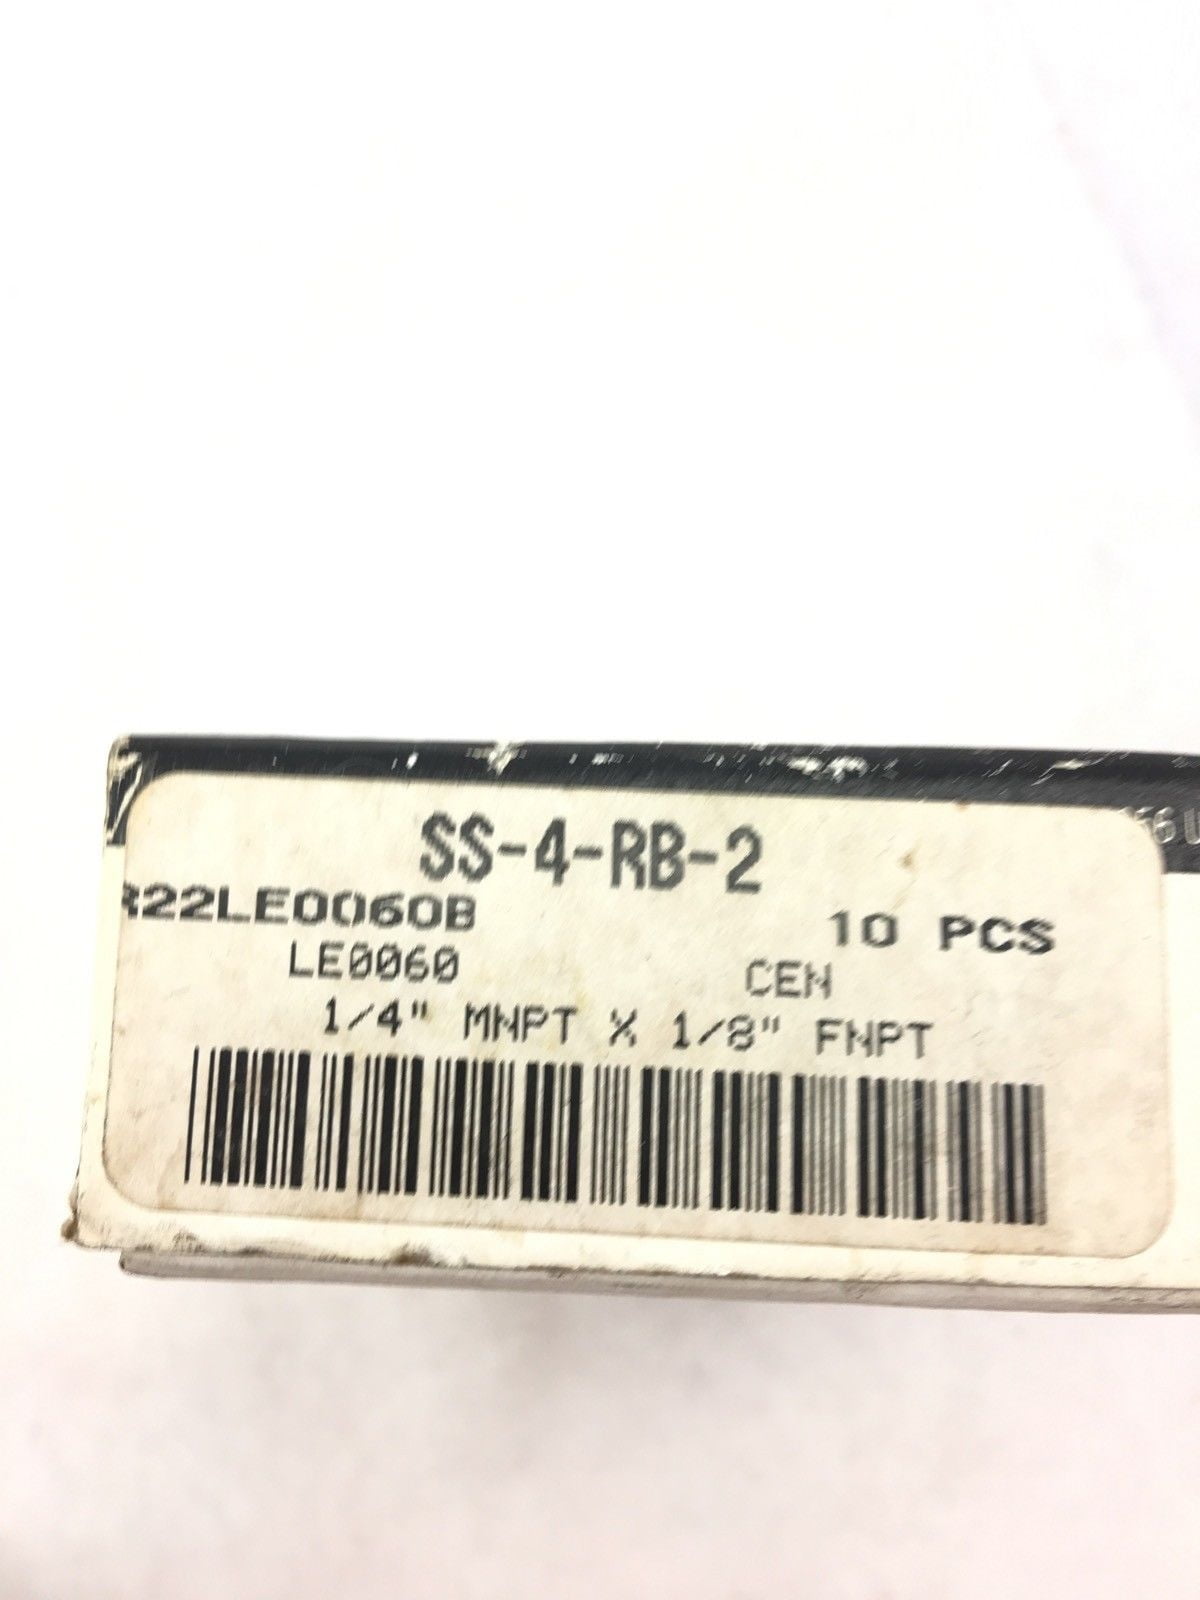 SS-4-RB-2
R22LE0060B
10 PCS
LE0060
CEN
1/4" MNPT X 1/8" FNPT